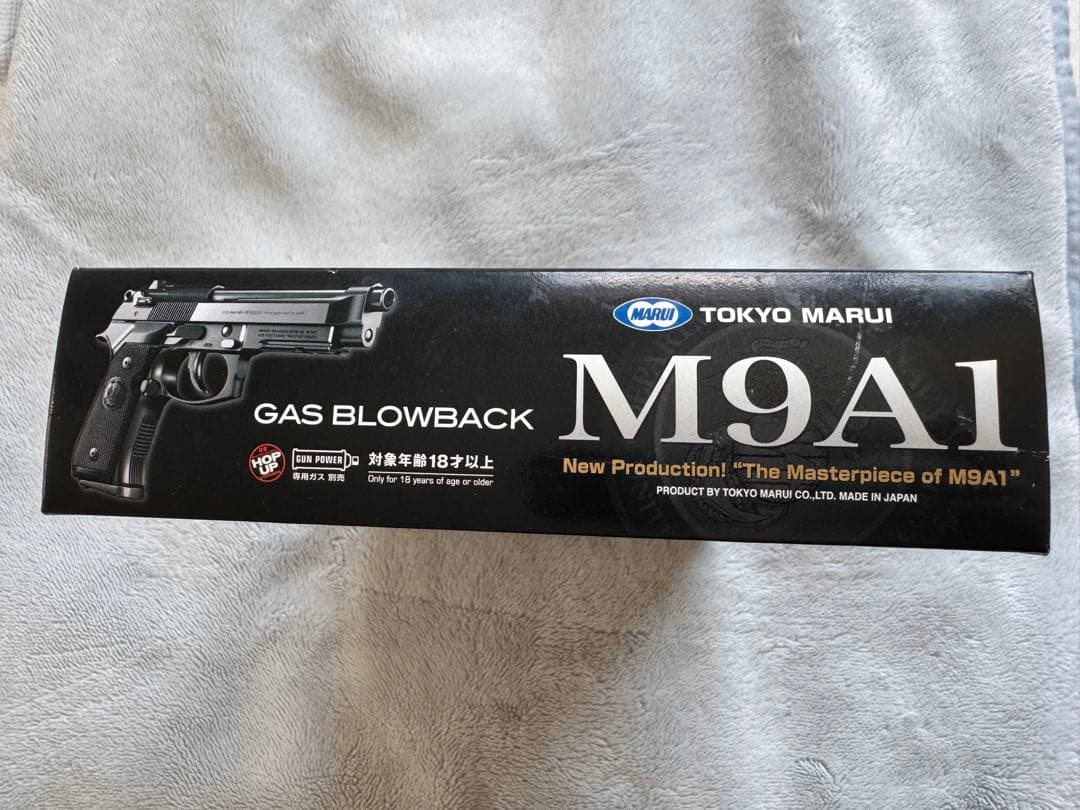 MARUI TOKYO MARUI
M9A1
GAS BLOWBACK
New Production! "The Masterpiece of M9A1"
PRODUCT BY TOKYO MARUI CO.,LTD. MADE IN JAPAN
HOP UP
GUN POWER
専用ガス 別売
対象年齢18才以上
Only for 18 years of age or older